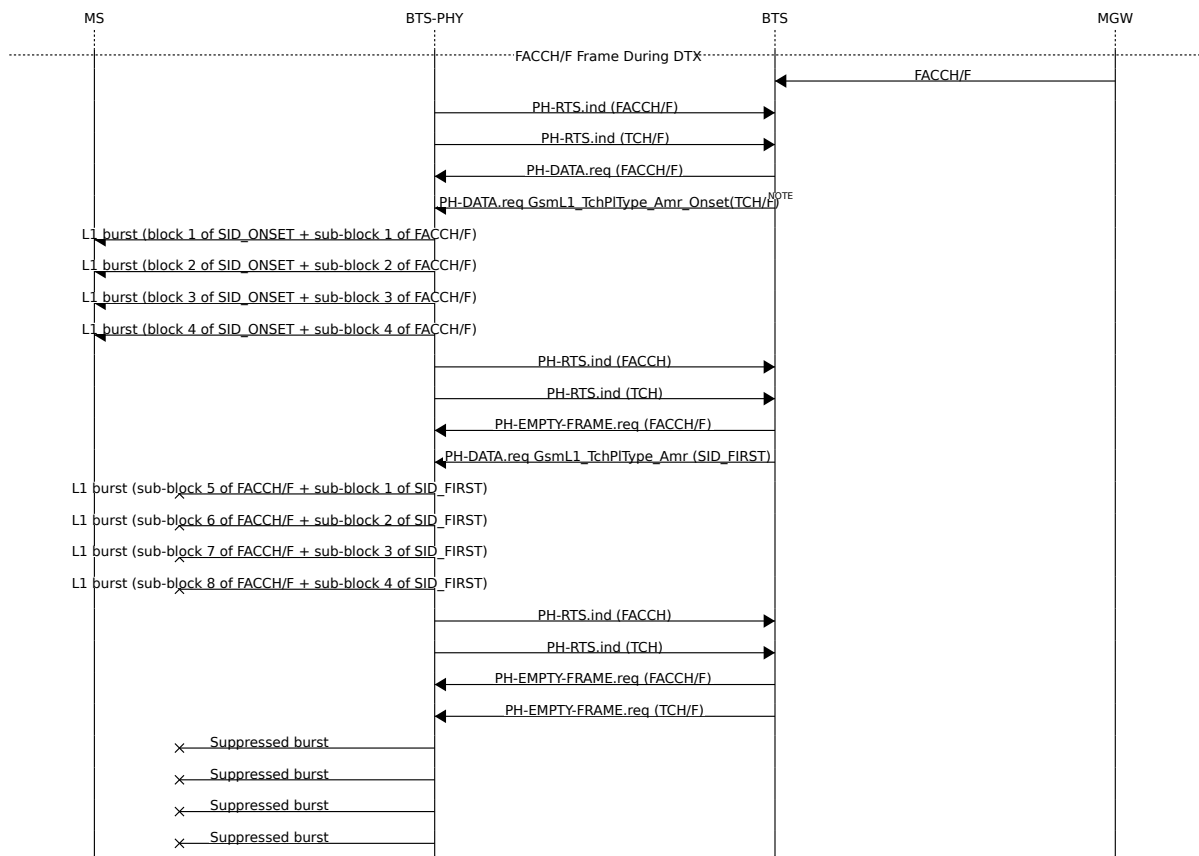 MS BTS-PHY BTS MGW
FACCH/F Frame During DTX
FACCH/F
PH-RTS.ind (FACCH/F)
PH-RTS.ind (TCH/F)
PH-DATA.req (FACCH/F)
NOTE
PH-DATA.req GsmL1_TchPlType_Amr_Onset(TCH/F)
L1 burst (block 1 of SID_ONSET + sub-block 1 of FACCH/F)
L1 burst (block 2 of SID_ONSET + sub-block 2 of FACCH/F)
L1 burst (block 3 of SID_ONSET + sub-block 3 of FACCH/F)
L1 burst (block 4 of SID_ONSET + sub-block 4 of FACCH/F)
PH-RTS.ind (FACCH)
PH-RTS.ind (TCH)
PH-EMPTY-FRAME.req (FACCH/F)
PH-DATA.req GsmL1_TchPlType_Amr (SID_FIRST)
L1 burst (sub-block 5 of FACCH/F + sub-block 1 of SID_FIRST)
L1 burst (sub-block 6 of FACCH/F + sub-block 2 of SID_FIRST)
L1 burst (sub-block 7 of FACCH/F + sub-block 3 of SID_FIRST)
L1 burst (sub-block 8 of FACCH/F + sub-block 4 of SID_FIRST)
PH-RTS.ind (FACCH)
PH-RTS.ind (TCH)
PH-EMPTY-FRAME.req (FACCH/F)
PH-EMPTY-FRAME.req (TCH/F)
Suppressed burst
Suppressed burst
Suppressed burst
Suppressed burst